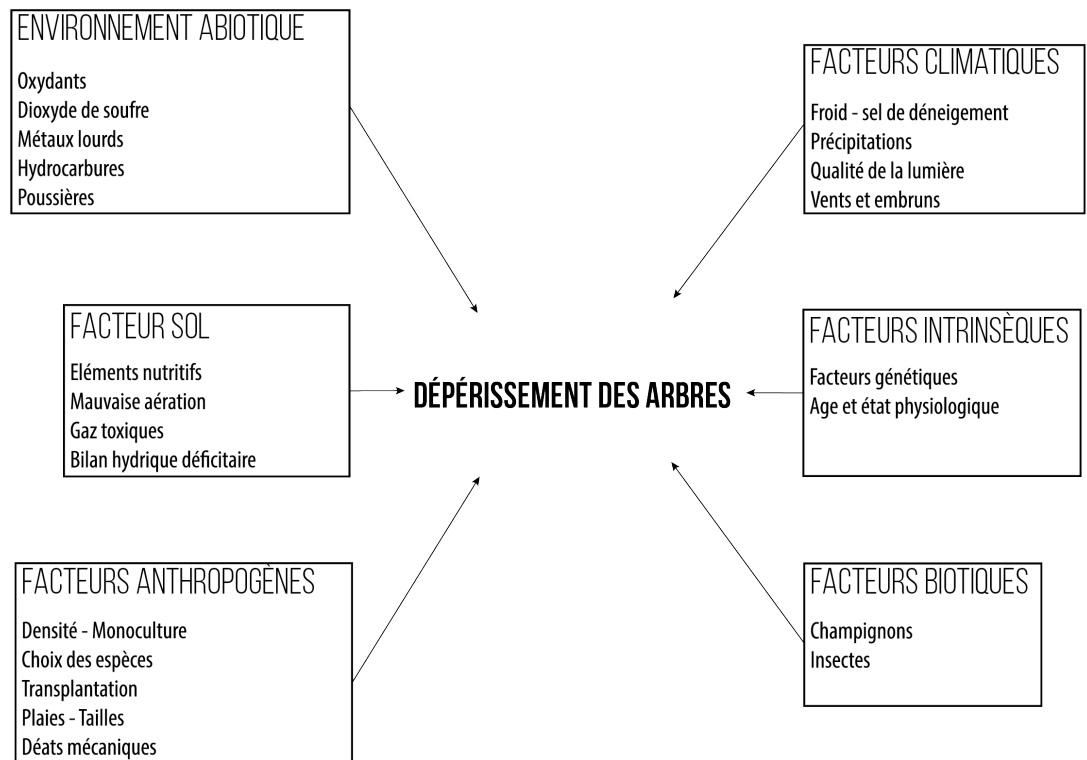 ENVIRONNEMENT ABIOTIQUE
Oxydants
Dioxyde de soufre
Métaux lourds
Hydrocarbures
Poussières
FACTEURS CLIMATIQUES
Froid - sel de déneigement
Précipitations
Qualité de la lumière
Vents et embruns
FACTEUR SOL
Eléments nutritifs
Mauvaise aération
Gaz toxiques
Bilan hydrique déficitaire
DÉPÉRISSEMENT DES ARBRES
FACTEURS INTRINSÈQUES
Facteurs génétiques
Age et état physiologique
FACTEURS ANTHROPOGÈNES
Densité - Monoculture
Choix des espèces
Transplantation
Plaies - Tailles
Déats mécaniques
FACTEURS BIOTIQUES
Champignons
Insectes